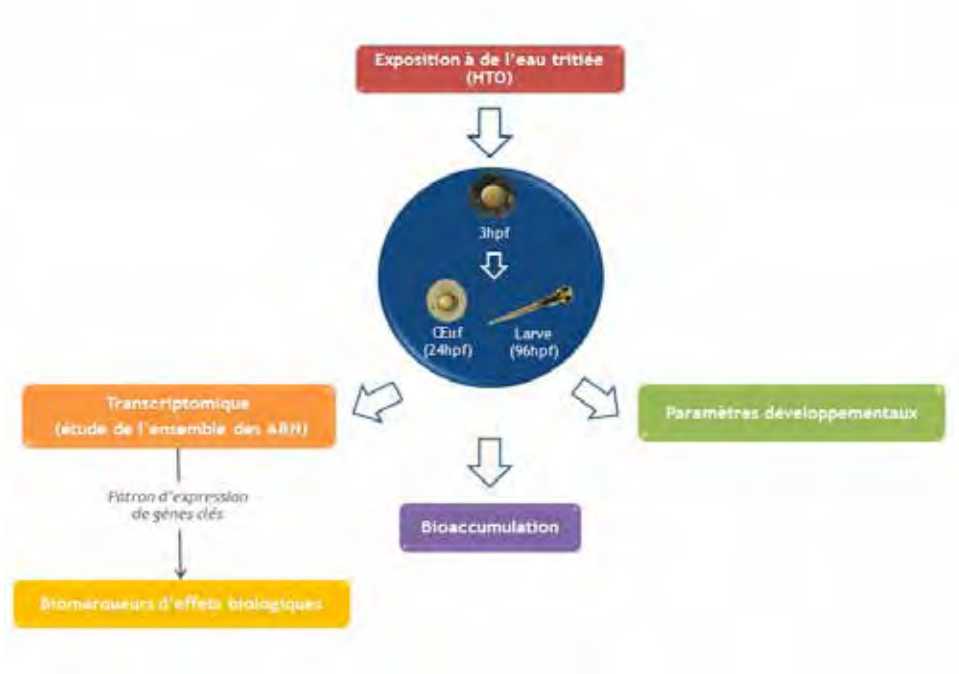 Exposition à de l'eau tritiée
(HTO)
3hpf
Œuf
(24hpf)
Larve
(96hpf)
Transcriptomique
(étude de l'ensemble des ARN)
Paramètres développementaux
Patron d'expression
de gènes clés
Bioaccumulation
Biomarqueurs d'effets biologiques